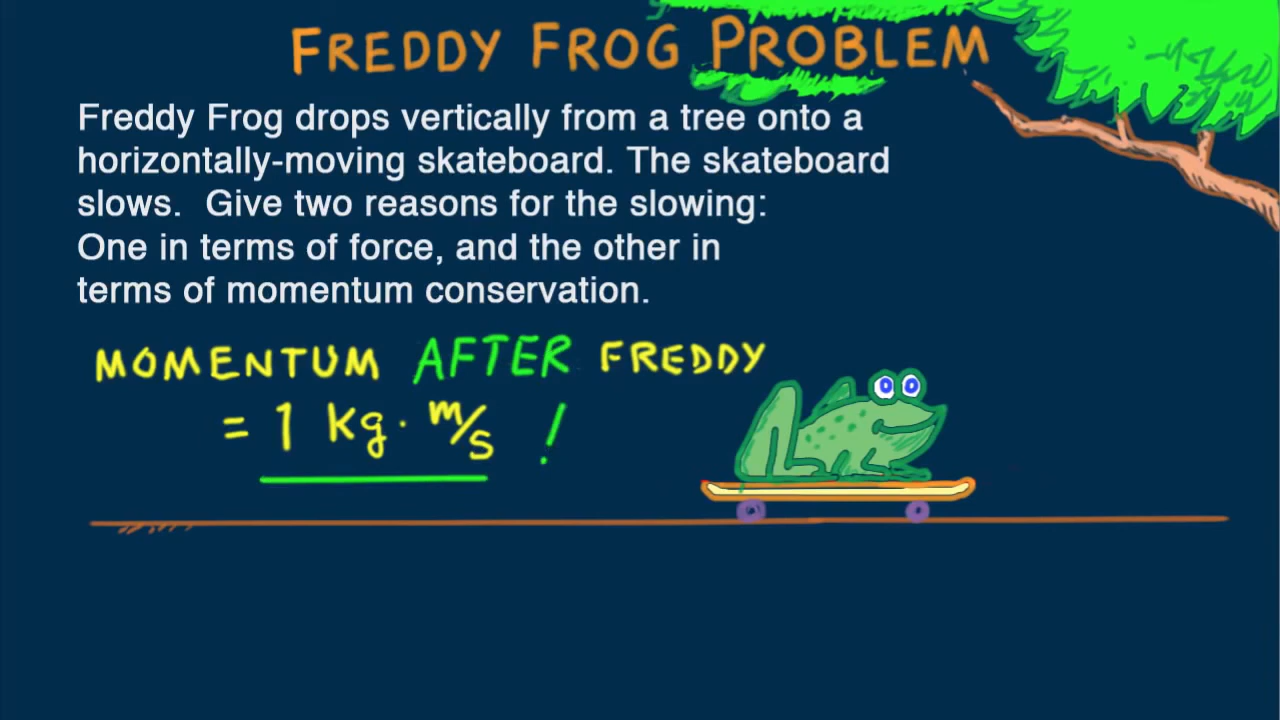 FREDDY FROG PROBLEM
Freddy Frog drops vertically from a tree onto a
horizontally-moving skateboard. The skateboard
slows. Give two reasons for the slowing:
One in terms of force, and the other in
terms of momentum conservation.
MOMENTUM AFTER FREDDY
= 1 kg · m/s !